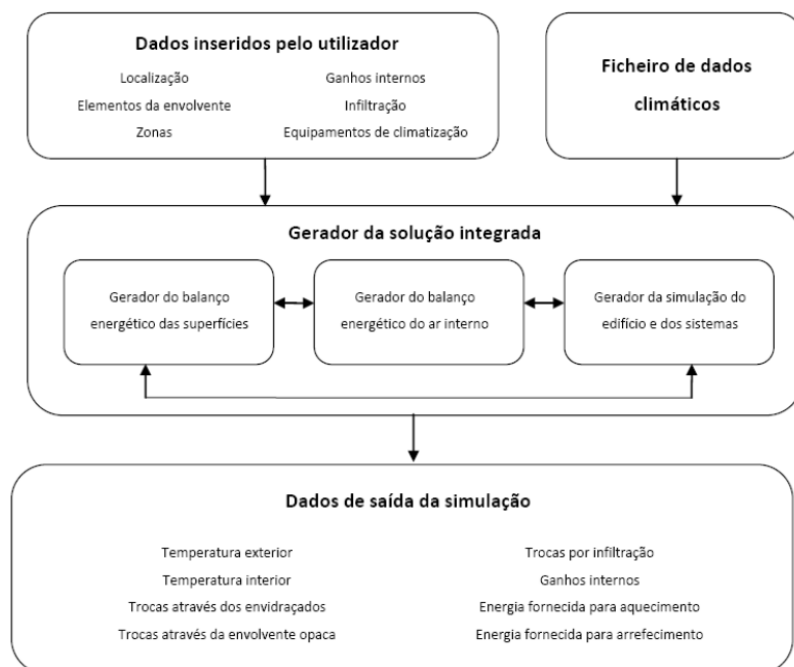 Dados inseridos pelo utilizador
Localização
Elementos da envolvente
Zonas
Ganhos internos
Infiltração
Equipamentos de climatização
Ficheiro de dados
climáticos
Gerador da solução integrada
Gerador do balanço
energético das superfícies
Gerador do balanço
energético do ar interno
Gerador da simulação do
edifício e dos sistemas
Dados de saída da simulação
Temperatura exterior
Temperatura interior
Trocas através dos envidraçados
Trocas através da envolvente opaca
Trocas por infiltração
Ganhos internos
Energia fornecida para aquecimento
Energia fornecida para arrefecimento